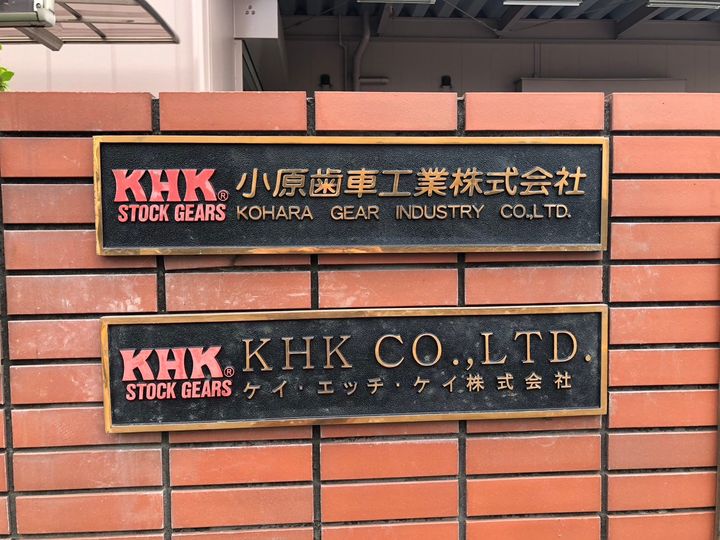 KHK® 小原歯車工業株式会社
STOCK GEARS KOHARA GEAR INDUSTRY CO.,LTD.
KHK® KHK CO.,LTD.
STOCK GEARS ケイ・エッチ・ケイ株式会社